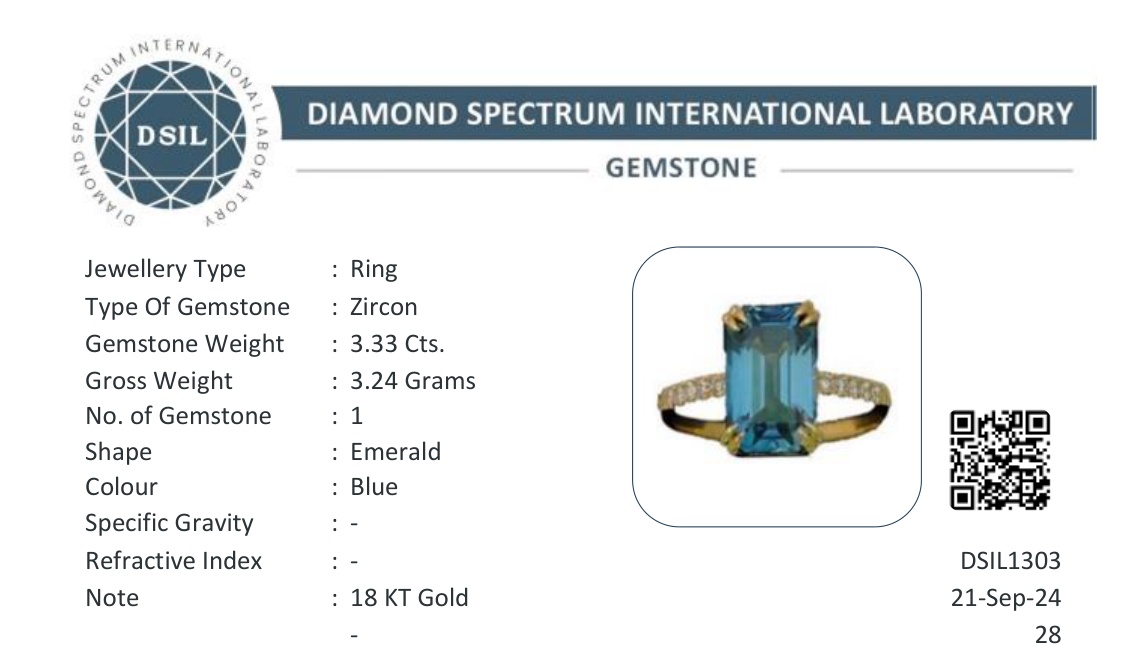 DIAMOND SPECTRUM INTERNATIONAL LABORATORY
DSIL
DIAMOND SPECTRUM INTERNATIONAL LABORATORY
GEMSTONE
Jewellery Type : Ring
Type Of Gemstone : Zircon
Gemstone Weight : 3.33 Cts.
Gross Weight : 3.24 Grams
No. of Gemstone : 1
Shape : Emerald
Colour : Blue
Specific Gravity : -
Refractive Index : - DSIL1303
Note : 18 KT Gold 21-Sep-24
- 28